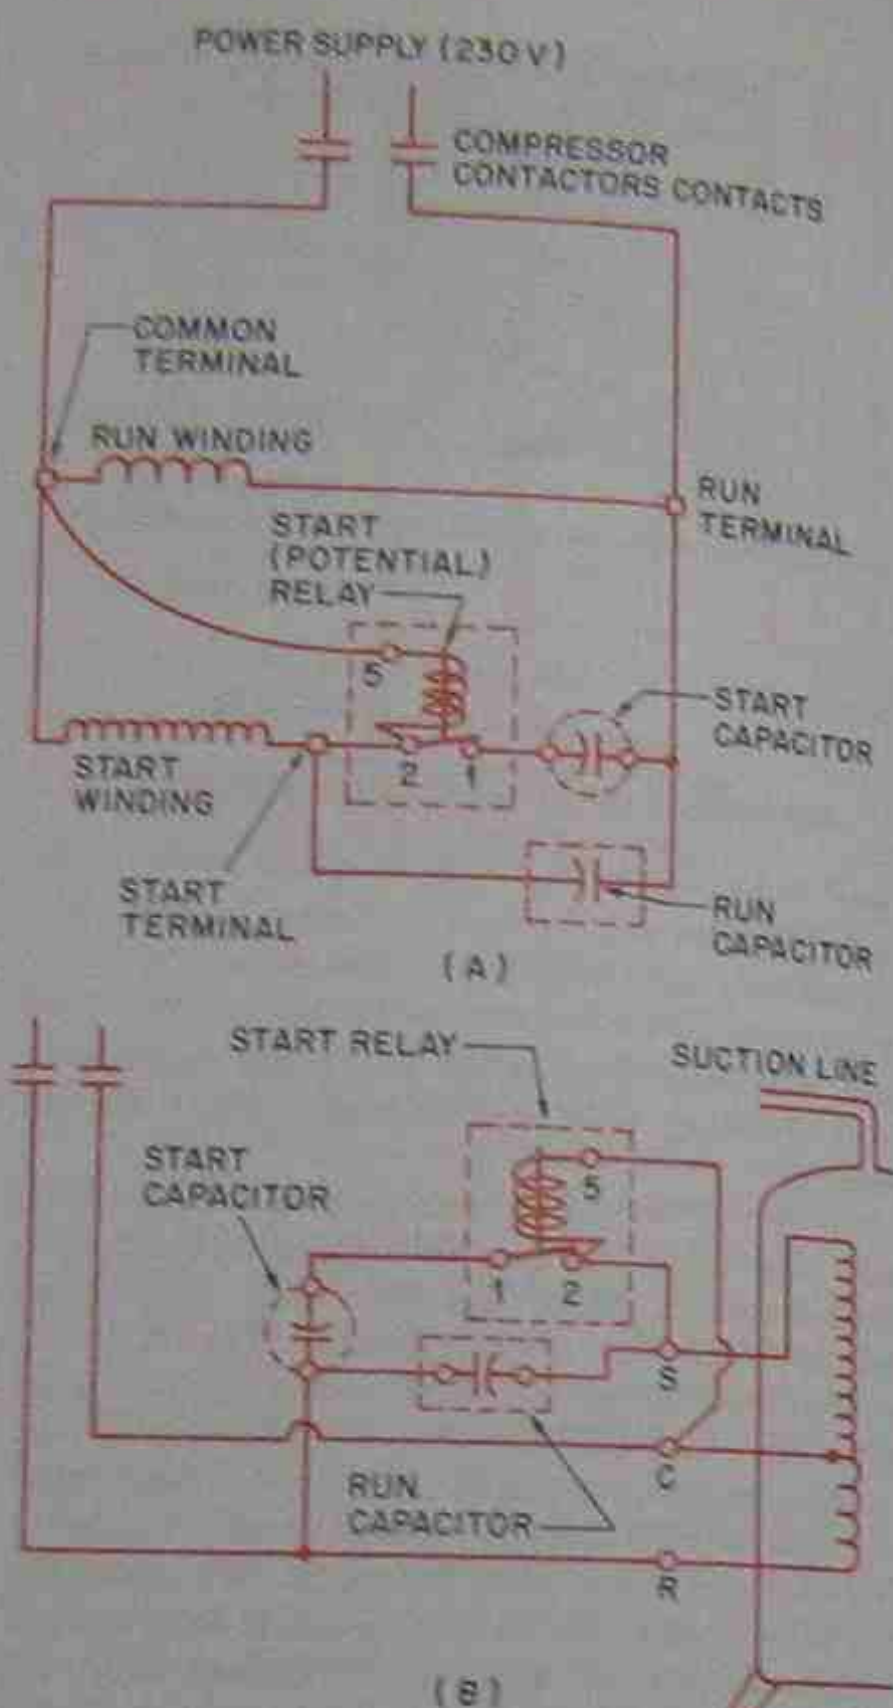 POWER SUPPLY (230 V)
COMPRESSOR
CONTACTORS CONTACTS
COMMON
TERMINAL
RUN WINDING
RUN
TERMINAL
START
(POTENTIAL)
RELAY
5
START
CAPACITOR
2
1
START
WINDING
START
TERMINAL
RUN
CAPACITOR
(A)
START RELAY
SUCTION LINE
START
CAPACITOR
5
1
2
S
C
RUN
CAPACITOR
R
(B)